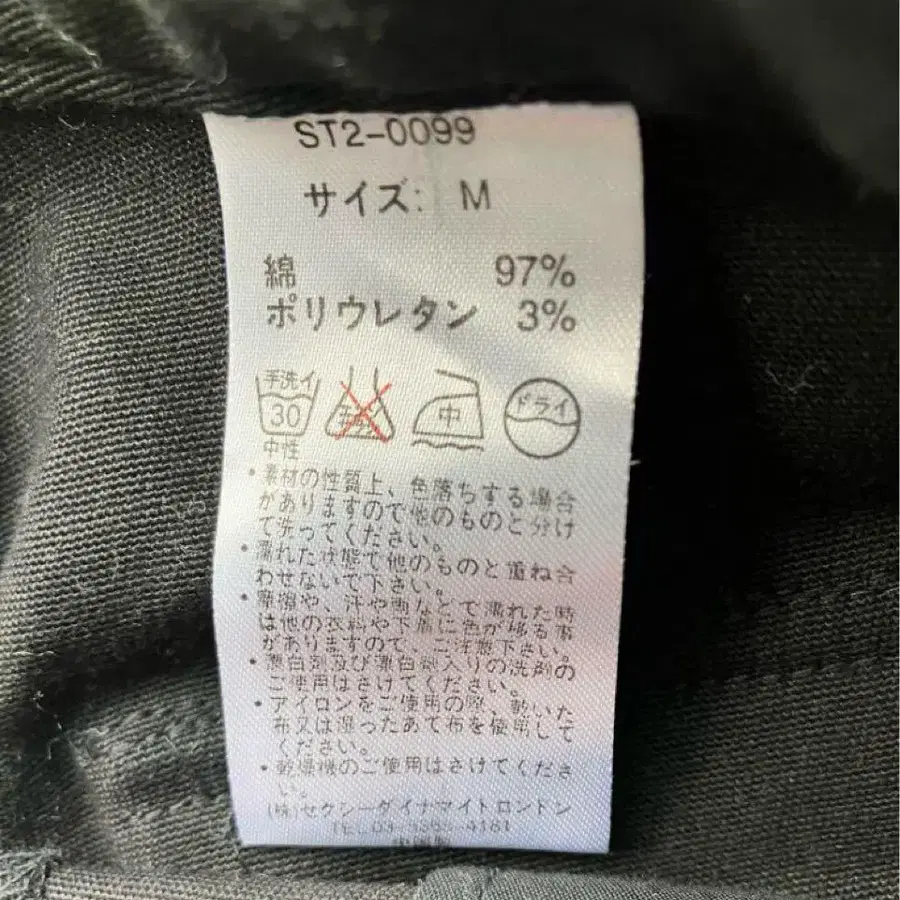 ST2-0099
サイズ: M
綿 97%
ポリウレタン 3%
手洗イ
30
中性
中
ドライ
・素材の性質上、色落ちする場合
がありますので他のものと分け
て洗ってください。
・濡れた状態で他のものと重ね合
わせないで下さい。
・摩擦や、汗や雨などで濡れた時
は他の衣料や下着に色が移る事
がありますので、ご注意下さい。
・漂白剤及び漂白剤入りの洗剤の
ご使用はさけてください。
・アイロンをご使用の際、乾いた
布又は湿ったあて布を使用して
ください。
・乾燥機のご使用はさけてくださ
い。
(株)セクシーダイナマイトロンドン
TEL 03-
中国製